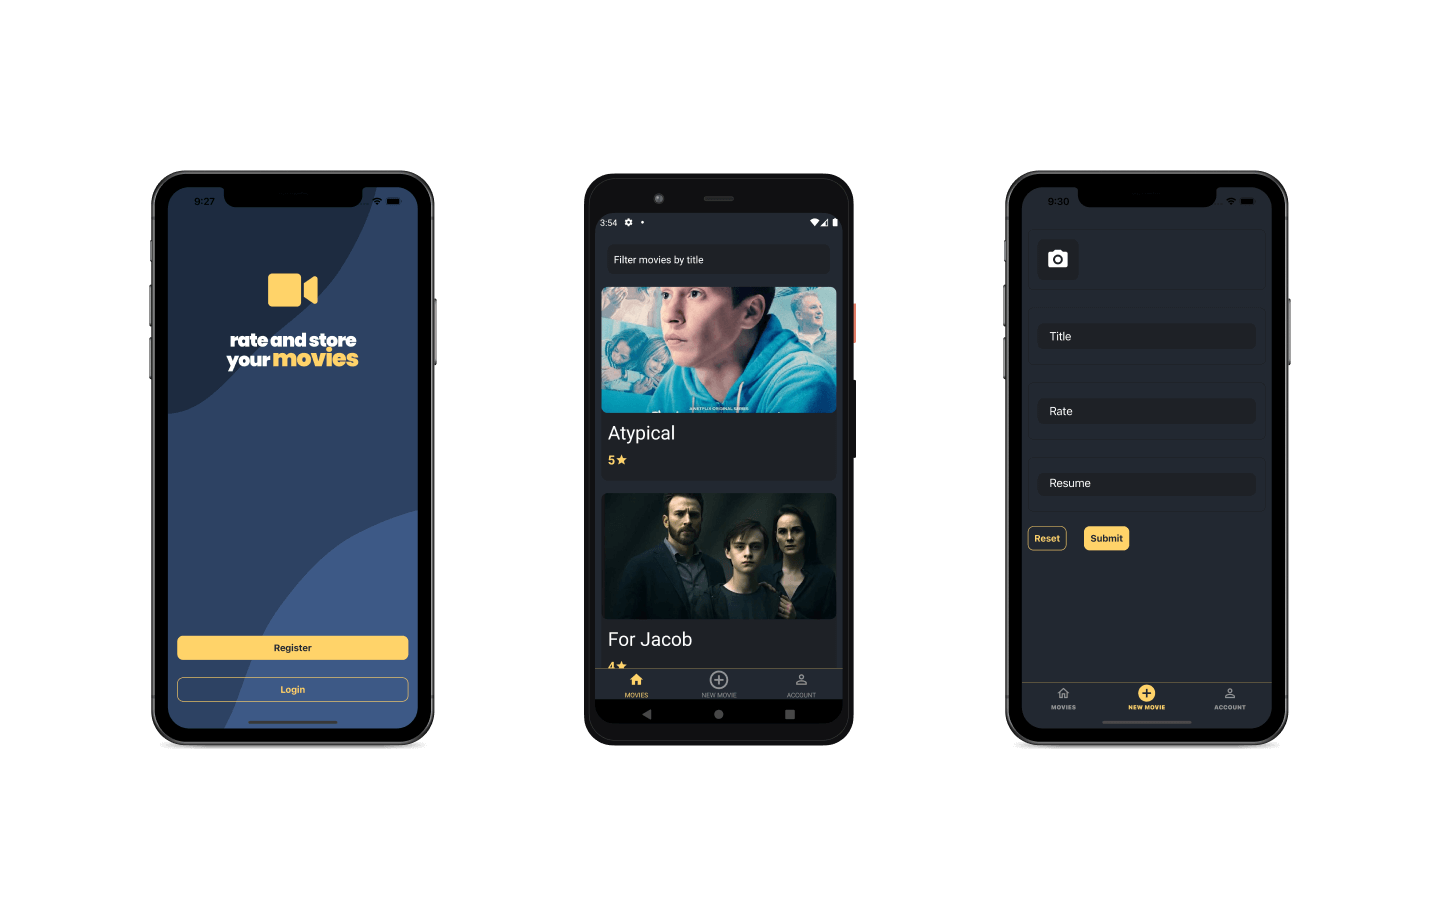 9:27
rate and store
your movies
Register
Login
3:54
Filter movies by title
A NETFLIX ORIGINAL SERIES
Atypical
5
For Jacob
4
MOVIES
NEW MOVIE
ACCOUNT
9:30
Title
Rate
Resume
Reset
Submit
MOVIES
NEW MOVIE
ACCOUNT